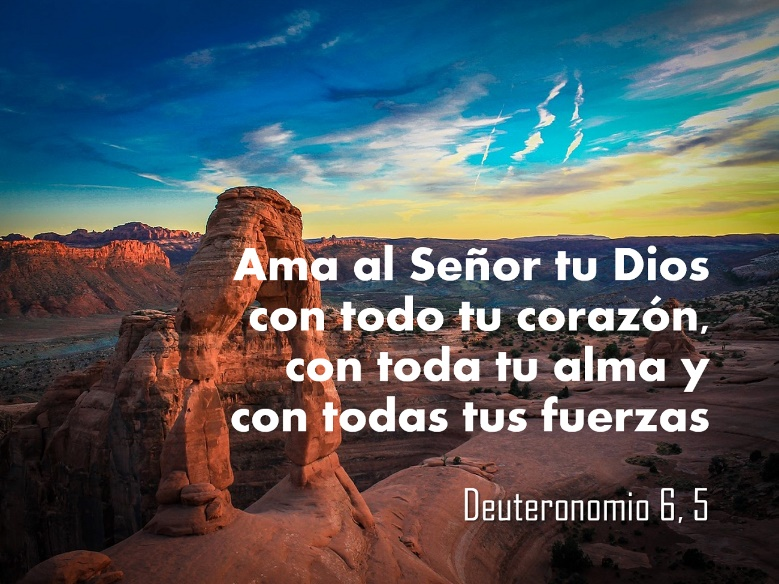 Ama al Señor tu Dios
con todo tu corazón,
con toda tu alma y
con todas tus fuerzas
Deuteronomio 6, 5